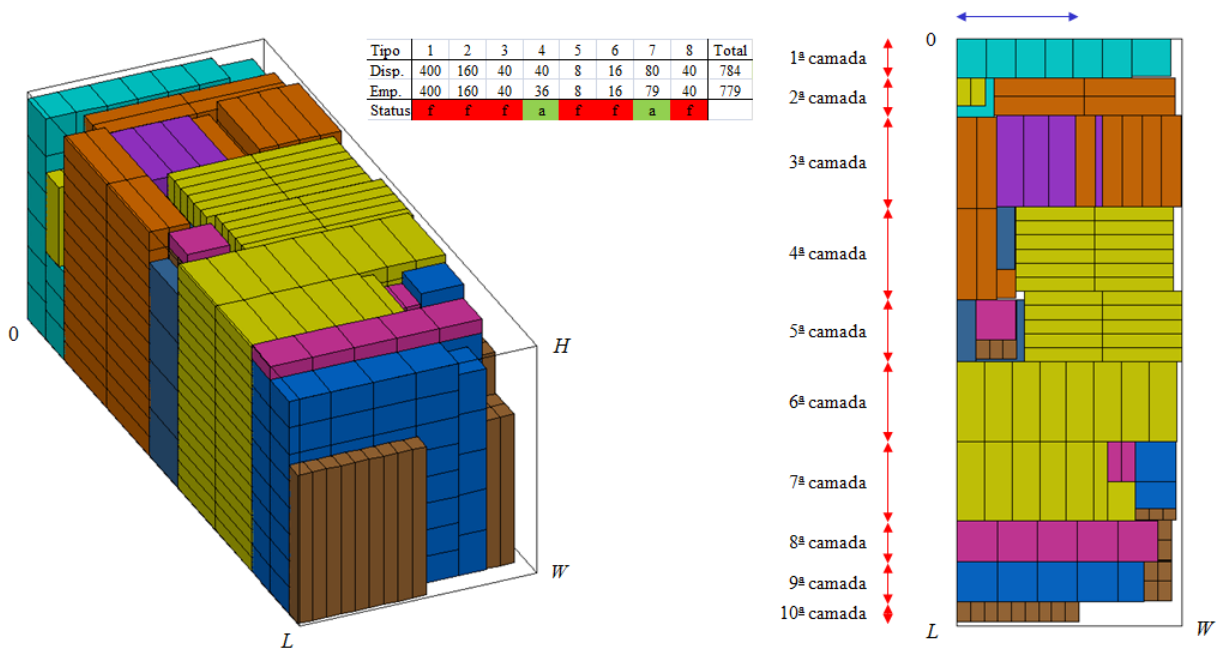 Tipo 1 2 3 4 5 6 7 8 Total
Disp. 400 160 40 40 8 16 80 40 784
Emp. 400 160 40 36 8 16 79 40 779
Status f f f a f f a f
0
H
W
L
0
1ª camada
2ª camada
3ª camada
4ª camada
5ª camada
6ª camada
7ª camada
8ª camada
9ª camada
10ª camada
L
W